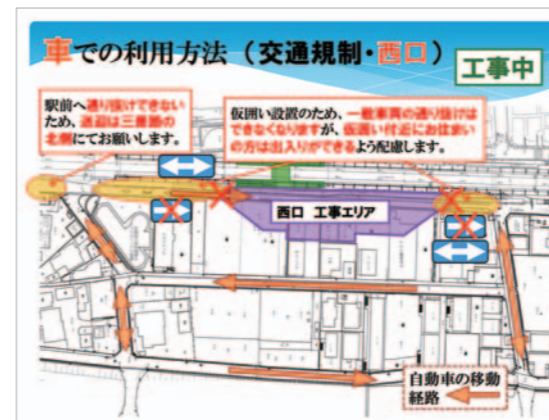 車での利用方法（交通規制・西口）
工事中
駅前へ通り抜けできない
ため、送迎は三差路の
北側にてお願いします。
仮囲い設置のため、一般車両の通り抜けは
できなくなりますが、仮囲い付近にお住まい
の方は出入りができるよう配慮します。
西口 工事エリア
自動車の移動
経路